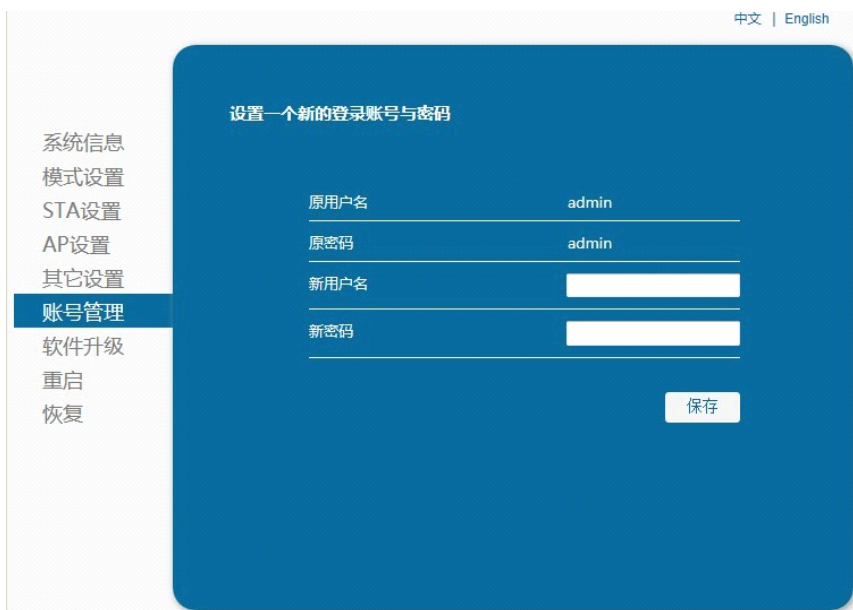 中文 | English
设置一个新的登录账号与密码
系统信息
模式设置
STA设置
AP设置
其它设置
账号管理
软件升级
重启
恢复
原用户名 admin
原密码 admin
新用户名
新密码
保存